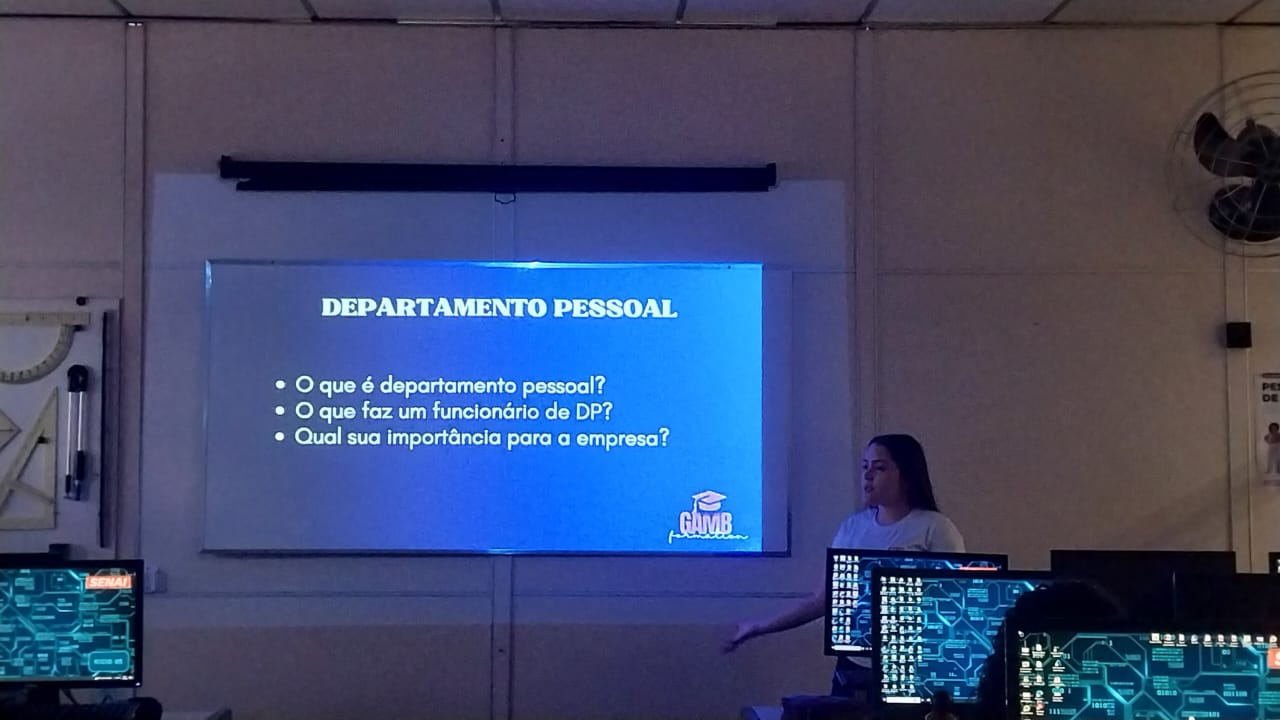 DEPARTAMENTO PESSOAL
• O que é departamento pessoal?
• O que faz um funcionário de DP?
• Qual sua importância para a empresa?
GAMB
formation
SENAI